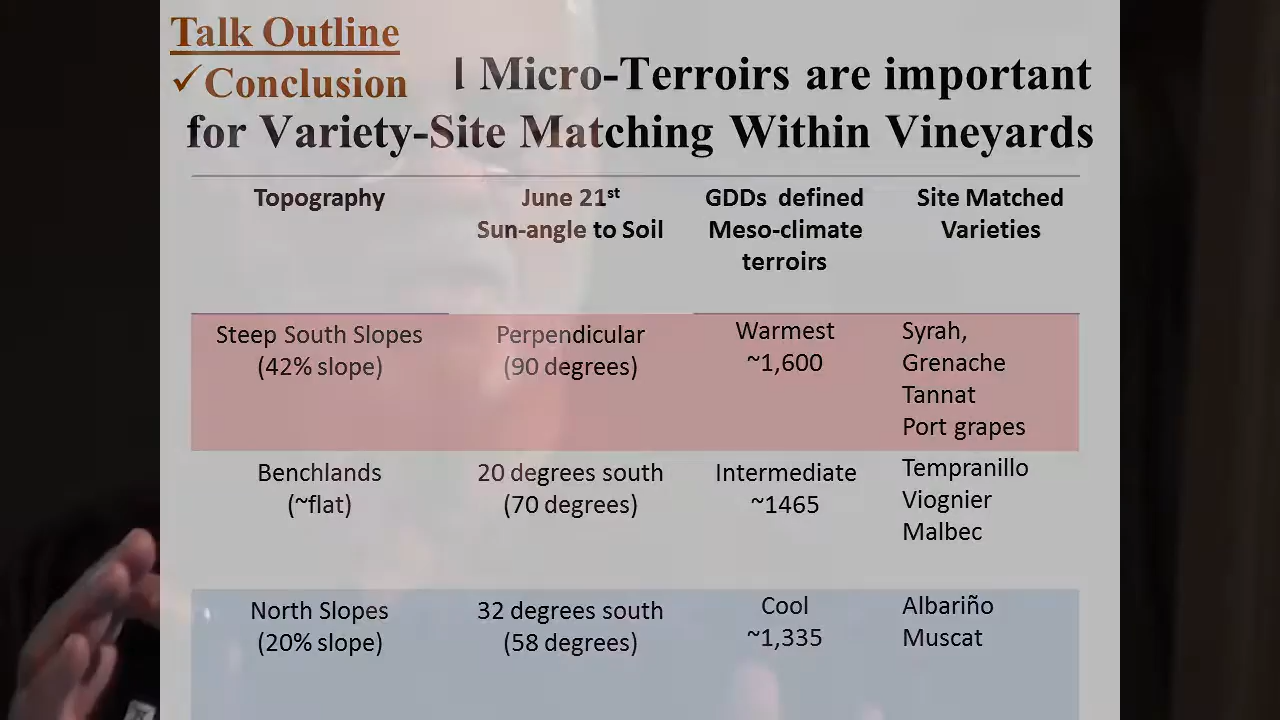 Talk Outline
✓Conclusion
Micro-Terroirs are important
for Variety-Site Matching Within Vineyards
Topography
June 21st
Sun-angle to Soil
GDDs defined
Meso-climate
terroirs
Site Matched
Varieties
Steep South Slopes
(42% slope)
Perpendicular
(90 degrees)
Warmest
~1,600
Syrah,
Grenache
Tannat
Port grapes
Benchlands
(~flat)
20 degrees south
(70 degrees)
Intermediate
~1465
Tempranillo
Viognier
Malbec
North Slopes
(20% slope)
32 degrees south
(58 degrees)
Cool
~1,335
Albariño
Muscat